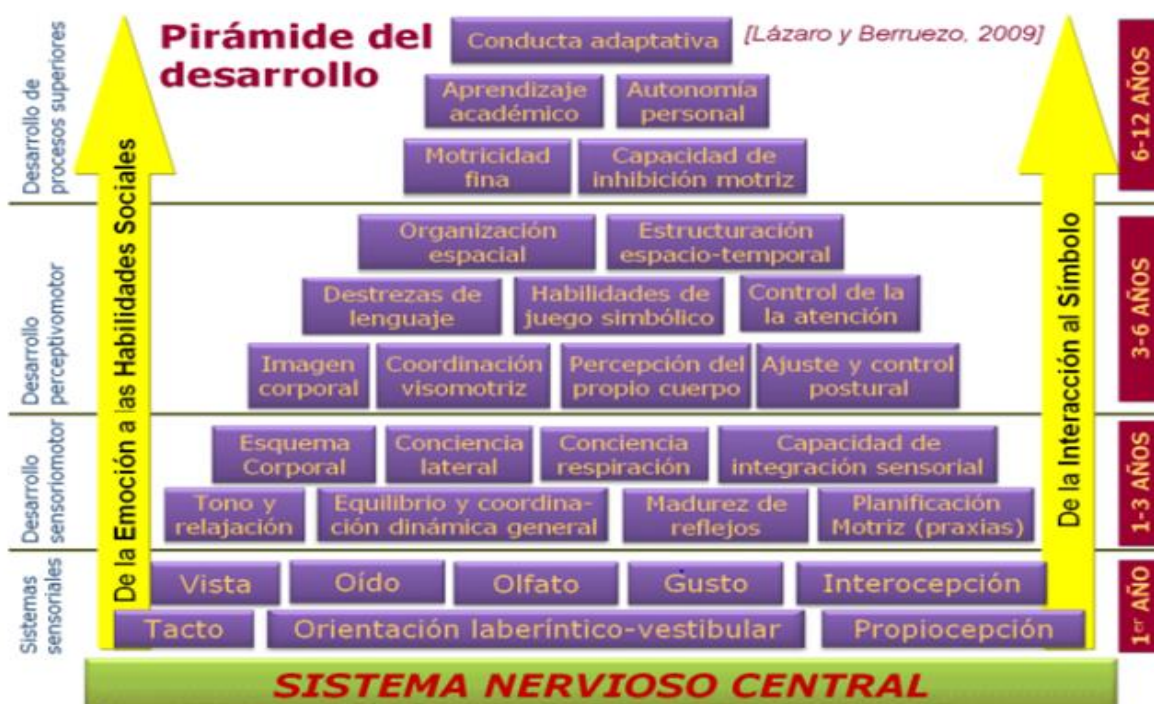 Pirámide del
desarrollo
[Lázaro y Berruezo, 2009]
Conducta adaptativa
Aprendizaje
académico
Autonomía
personal
Motricidad
fina
Capacidad de
inhibición motriz
Desarrollo de
procesos superiores
6-12 AÑOS
Organización
espacial
Estructuración
espacio-temporal
Destrezas de
lenguaje
Habilidades de
juego simbólico
Control de la
la atención
Imagen
corporal
Coordinación
visomotriz
Percepción del
propio cuerpo
Ajuste y control
postural
Desarrollo
perceptivomotor
3-6 AÑOS
Esquema
Corporal
Conciencia
lateral
Conciencia
respiración
Capacidad de
integración sensorial
Tono y
relajación
Equilibrio y coordina-
ción dinámica general
Madurez de
reflejos
Planificación
Motriz (praxias)
Desarrollo
sensoriomotor
1-3 AÑOS
Vista
Oído
Olfato
Gusto
Interocepción
Tacto
Orientación laberíntico-vestibular
Propiocepción
Sistemas
sensoriales
1er AÑO
De la Emoción a las Habilidades Sociales
De la Interacción al Símbolo
SISTEMA NERVIOSO CENTRAL